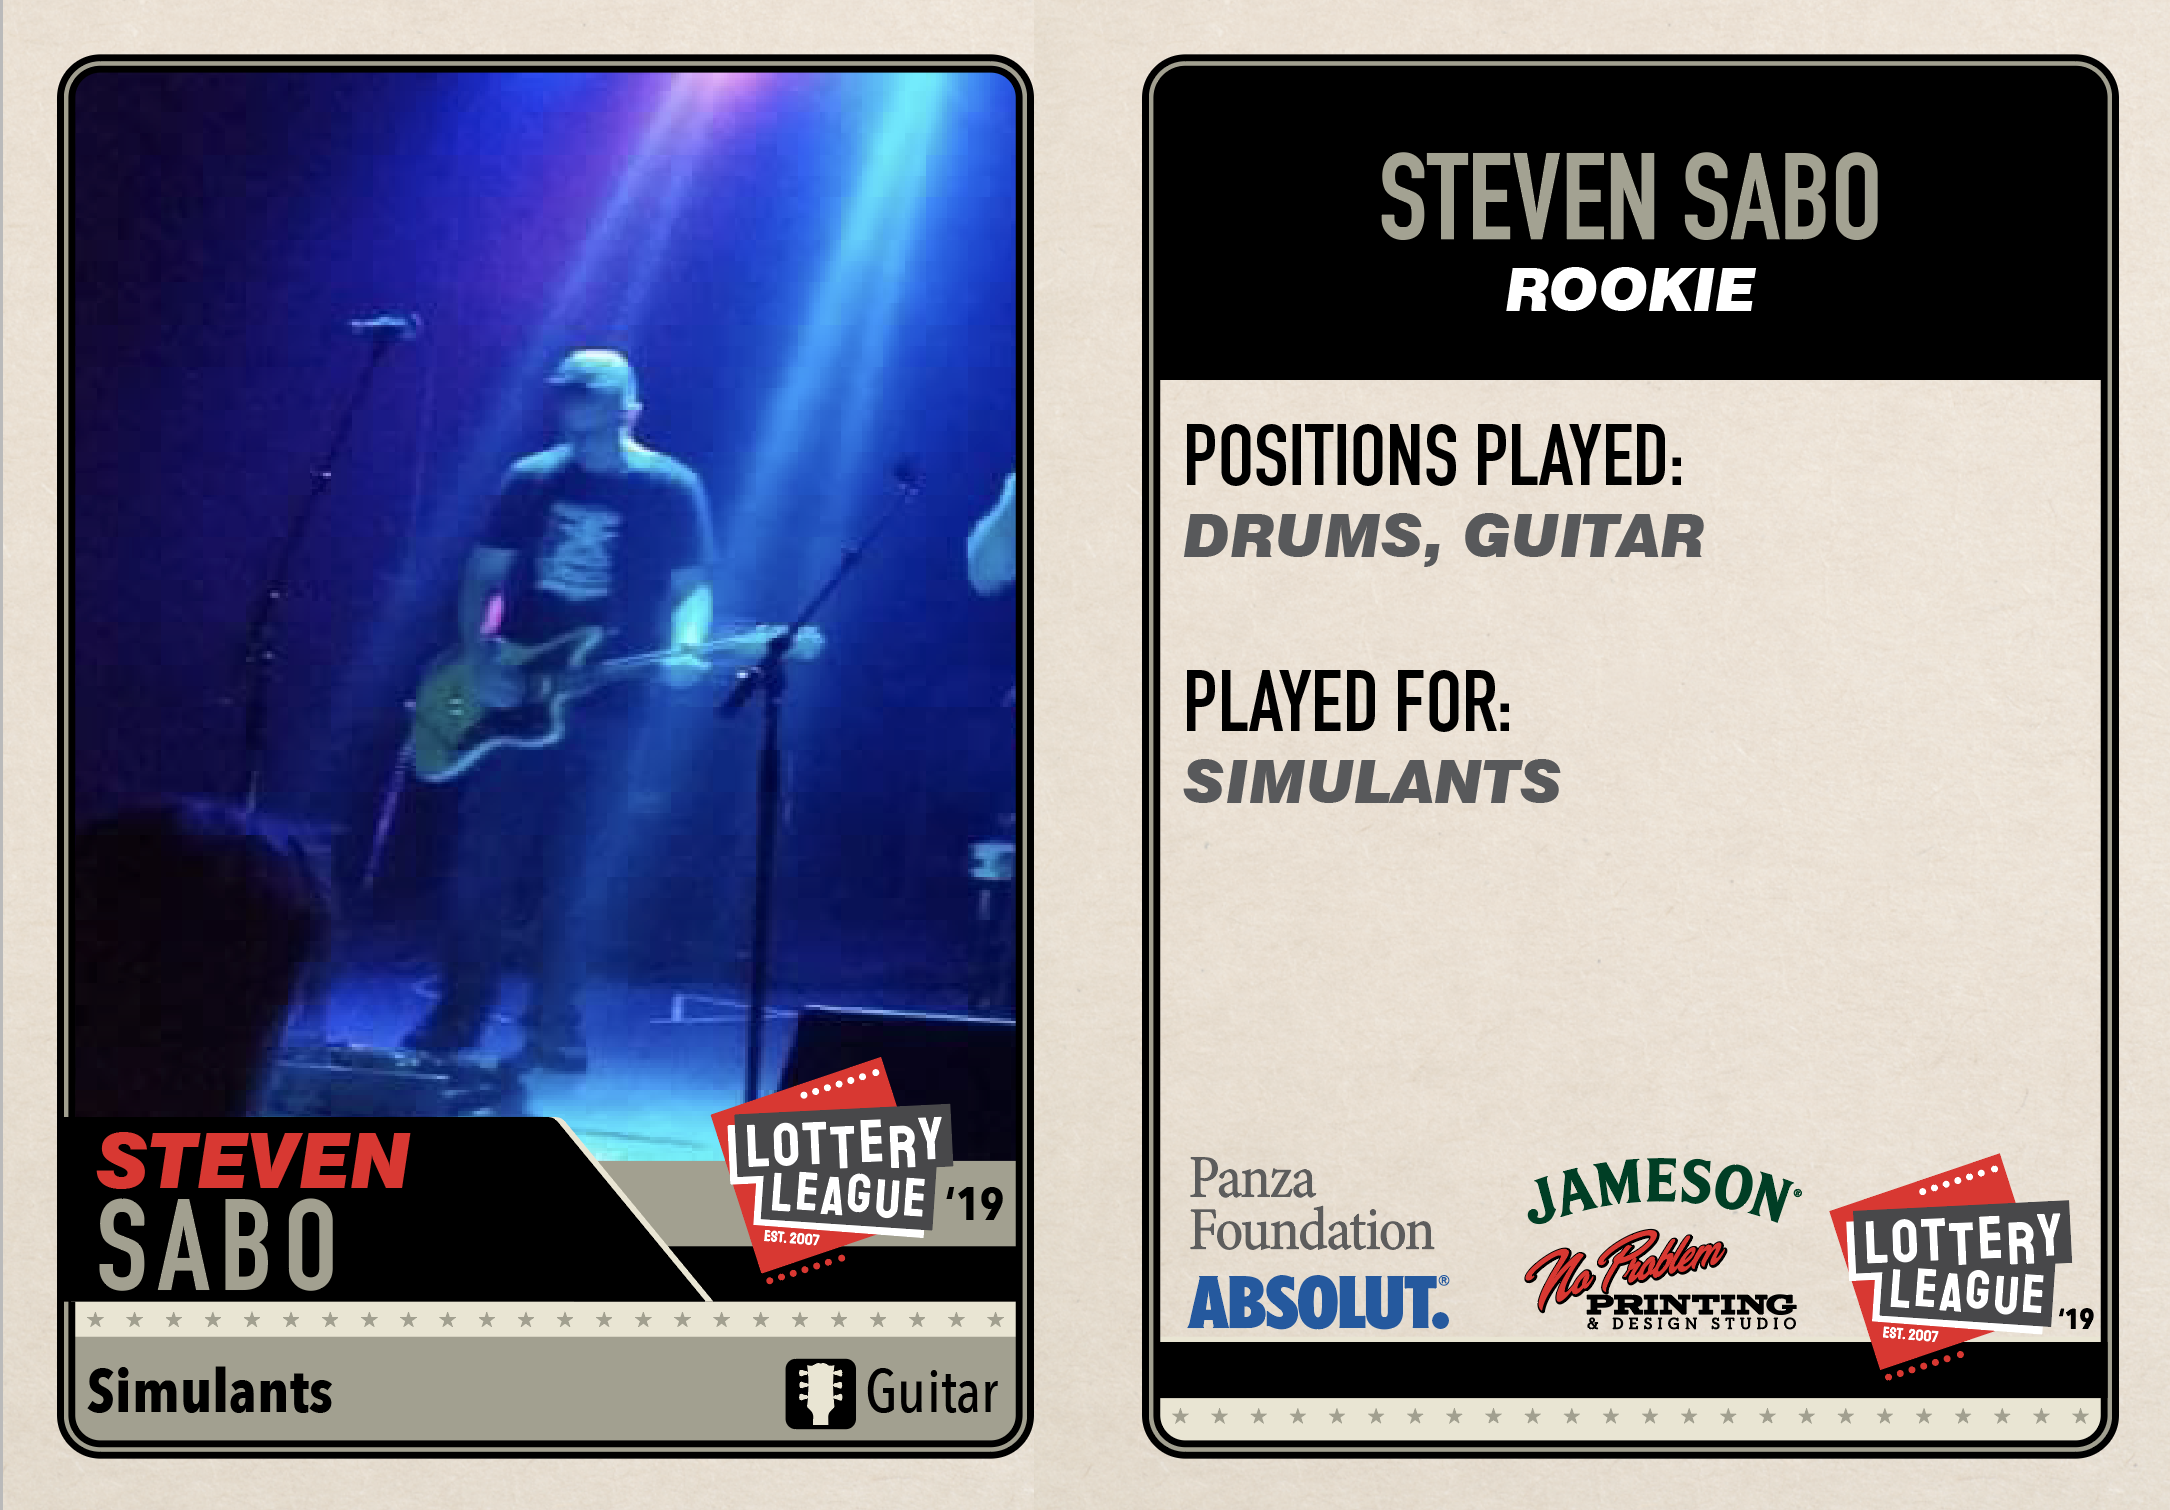 STEVEN
SABO
LOTTERY
LEAGUE
EST. 2007
'19
Simulants
Guitar
STEVEN SABO
ROOKIE
POSITIONS PLAYED:
DRUMS, GUITAR
PLAYED FOR:
SIMULANTS
Panza
Foundation
ABSOLUT.®
JAMESON®
No Problem
PRINTING
& DESIGN STUDIO
LOTTERY
LEAGUE
EST. 2007
'19